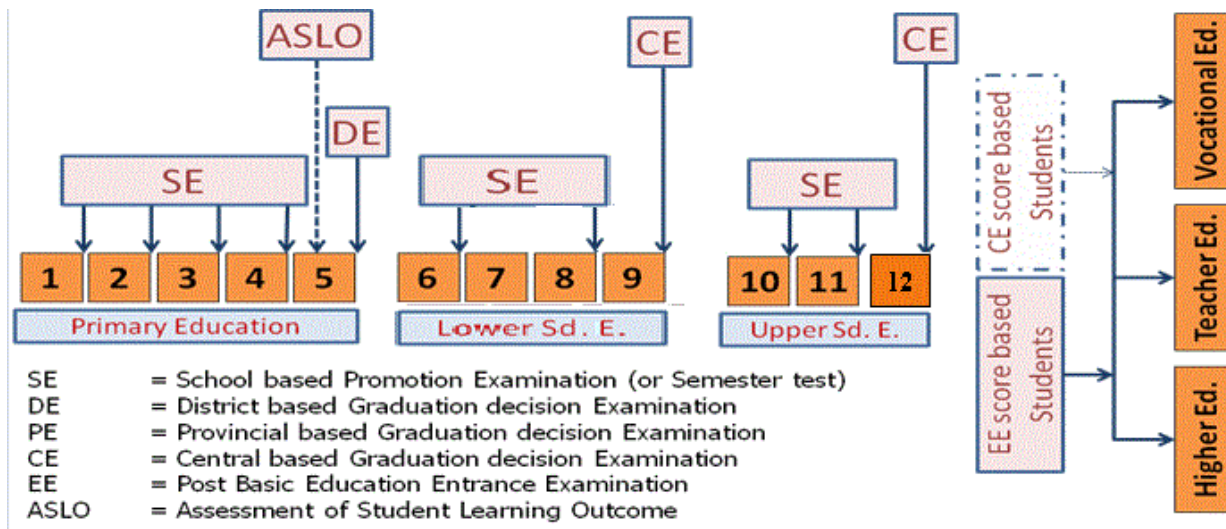 ASLO
CE
CE
DE
SE
SE
SE
1 2 3 4 5
6 7 8 9
10 11 12
Primary Education
Lower Sd. E.
Upper Sd. E.
SE = School based Promotion Examination (or Semester test)
DE = District based Graduation decision Examination
PE = Provincial based Graduation decision Examination
CE = Central based Graduation decision Examination
EE = Post Basic Education Entrance Examination
ASLO = Assessment of Student Learning Outcome
CE score based
Students
EE score based
Students
Vocational Ed.
Teacher Ed.
Higher Ed.